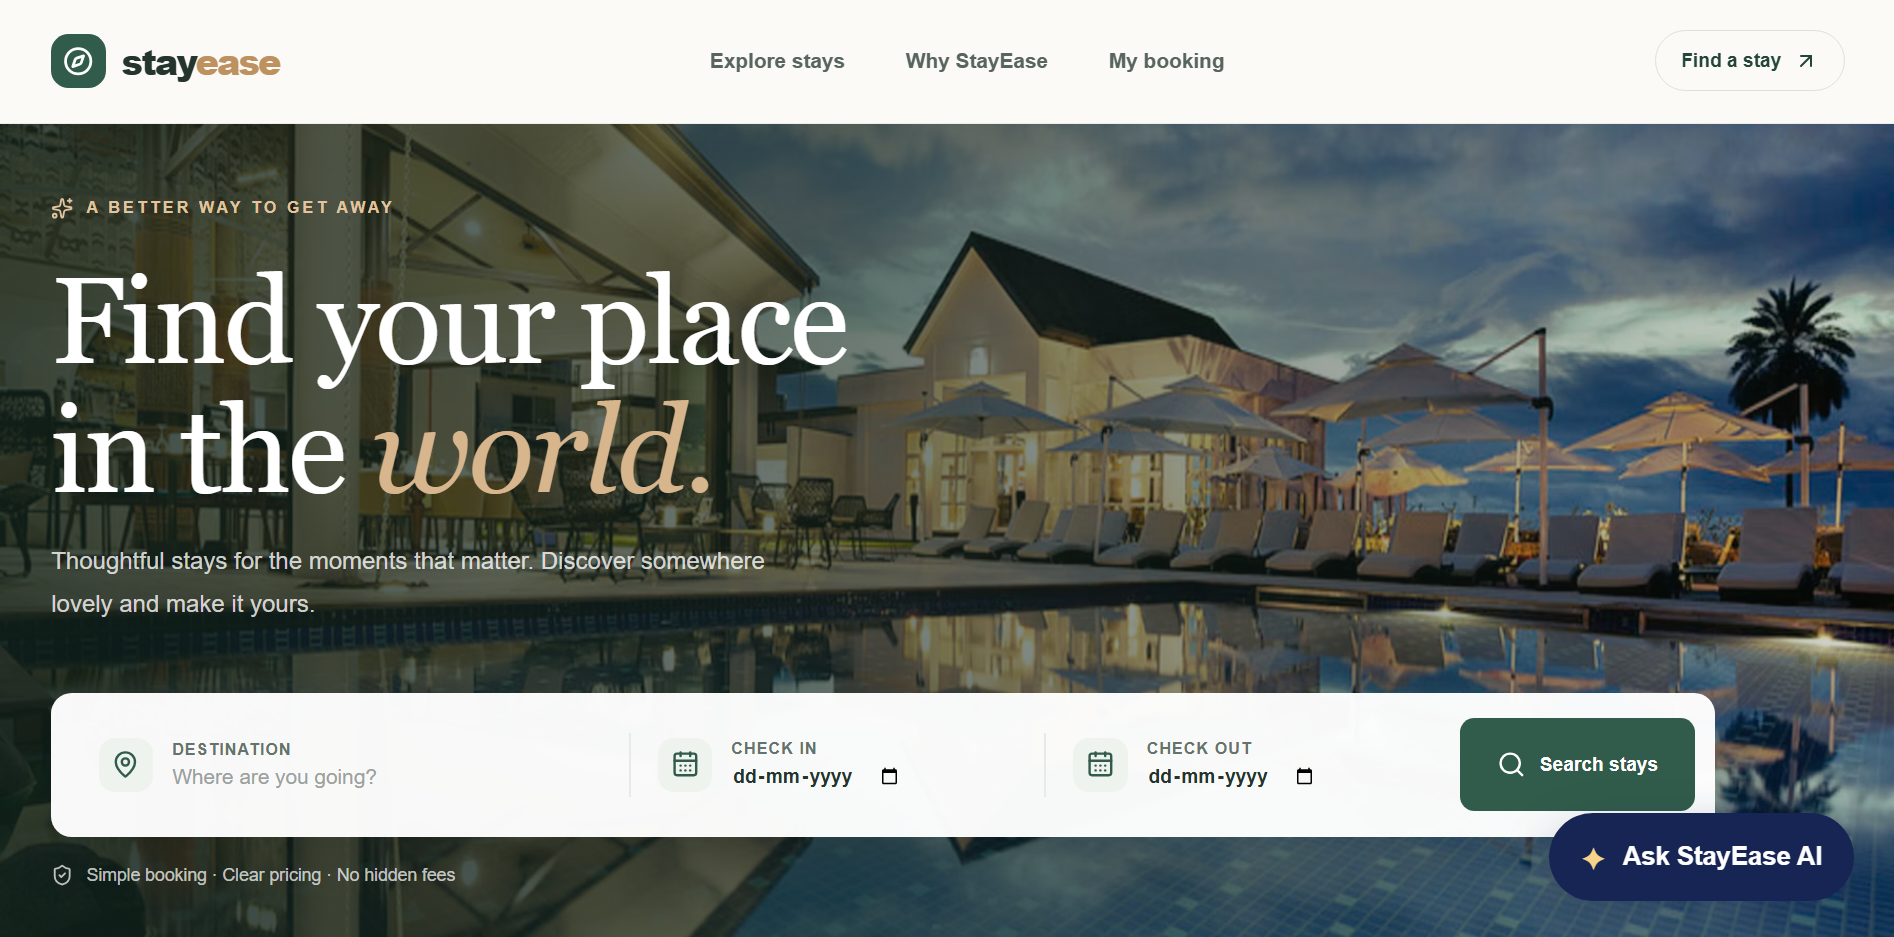 stayease
Explore stays
Why StayEase
My booking
Find a stay
A BETTER WAY TO GET AWAY
Find your place
in the world.
Thoughtful stays for the moments that matter. Discover somewhere
lovely and make it yours.
DESTINATION
Where are you going?
CHECK IN
dd-mm-yyyy
CHECK OUT
dd-mm-yyyy
Search stays
Simple booking · Clear pricing · No hidden fees
Ask StayEase AI